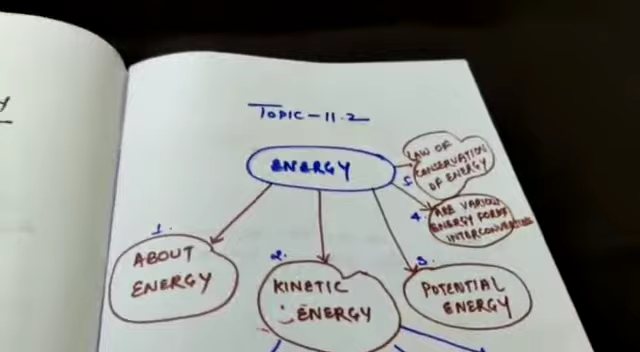 TOPIC - 11.2
ENERGY
LAW OF
CONSERVATION
OF ENERGY
5
4.
ARE VARIOUS
ENERGY FORMS
INTERCONVERTIBLE
1.
ABOUT
ENERGY
2.
KINETIC
ENERGY
3.
POTENTIAL
ENERGY